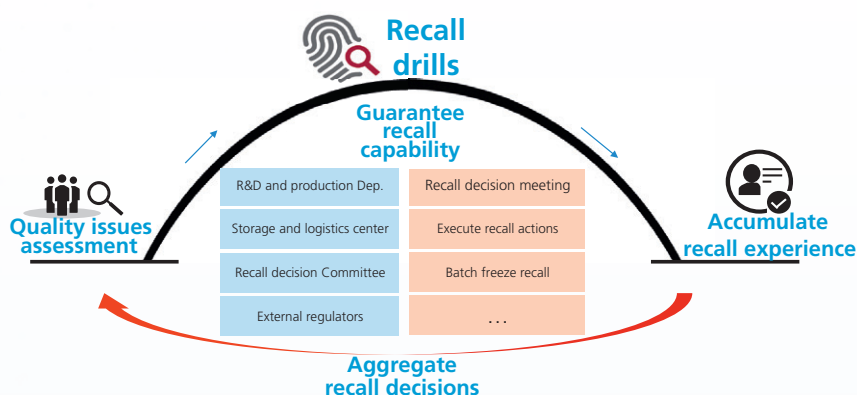 Recall
drills
Guarantee
recall
capability
R&D and production Dep.
Recall decision meeting
Storage and logistics center
Execute recall actions
Recall decision Committee
Batch freeze recall
External regulators
...
Quality issues
assessment
Accumulate
recall experience
Aggregate
recall decisions